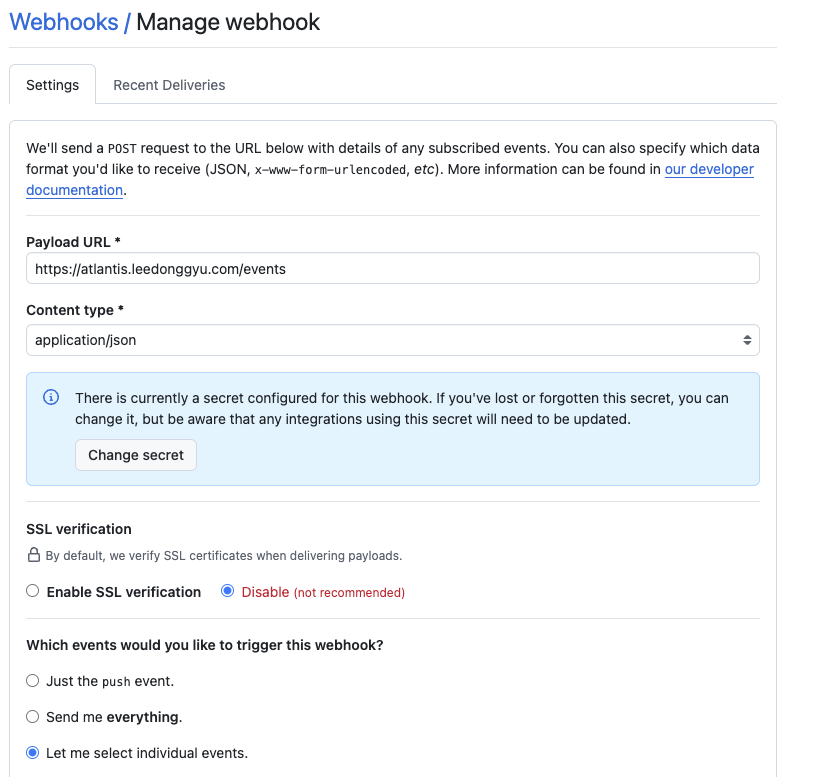 Webhooks / Manage webhook
Settings
Recent Deliveries
We'll send a POST request to the URL below with details of any subscribed events. You can also specify which data
format you'd like to receive (JSON, x-www-form-urlencoded, etc). More information can be found in our developer
documentation.
Payload URL *
https://atlantis.leedonggyu.com/events
Content type *
application/json
There is currently a secret configured for this webhook. If you've lost or forgotten this secret, you can
change it, but be aware that any integrations using this secret will need to be updated.
Change secret
SSL verification
By default, we verify SSL certificates when delivering payloads.
Enable SSL verification
Disable (not recommended)
Which events would you like to trigger this webhook?
Just the push event.
Send me everything.
Let me select individual events.